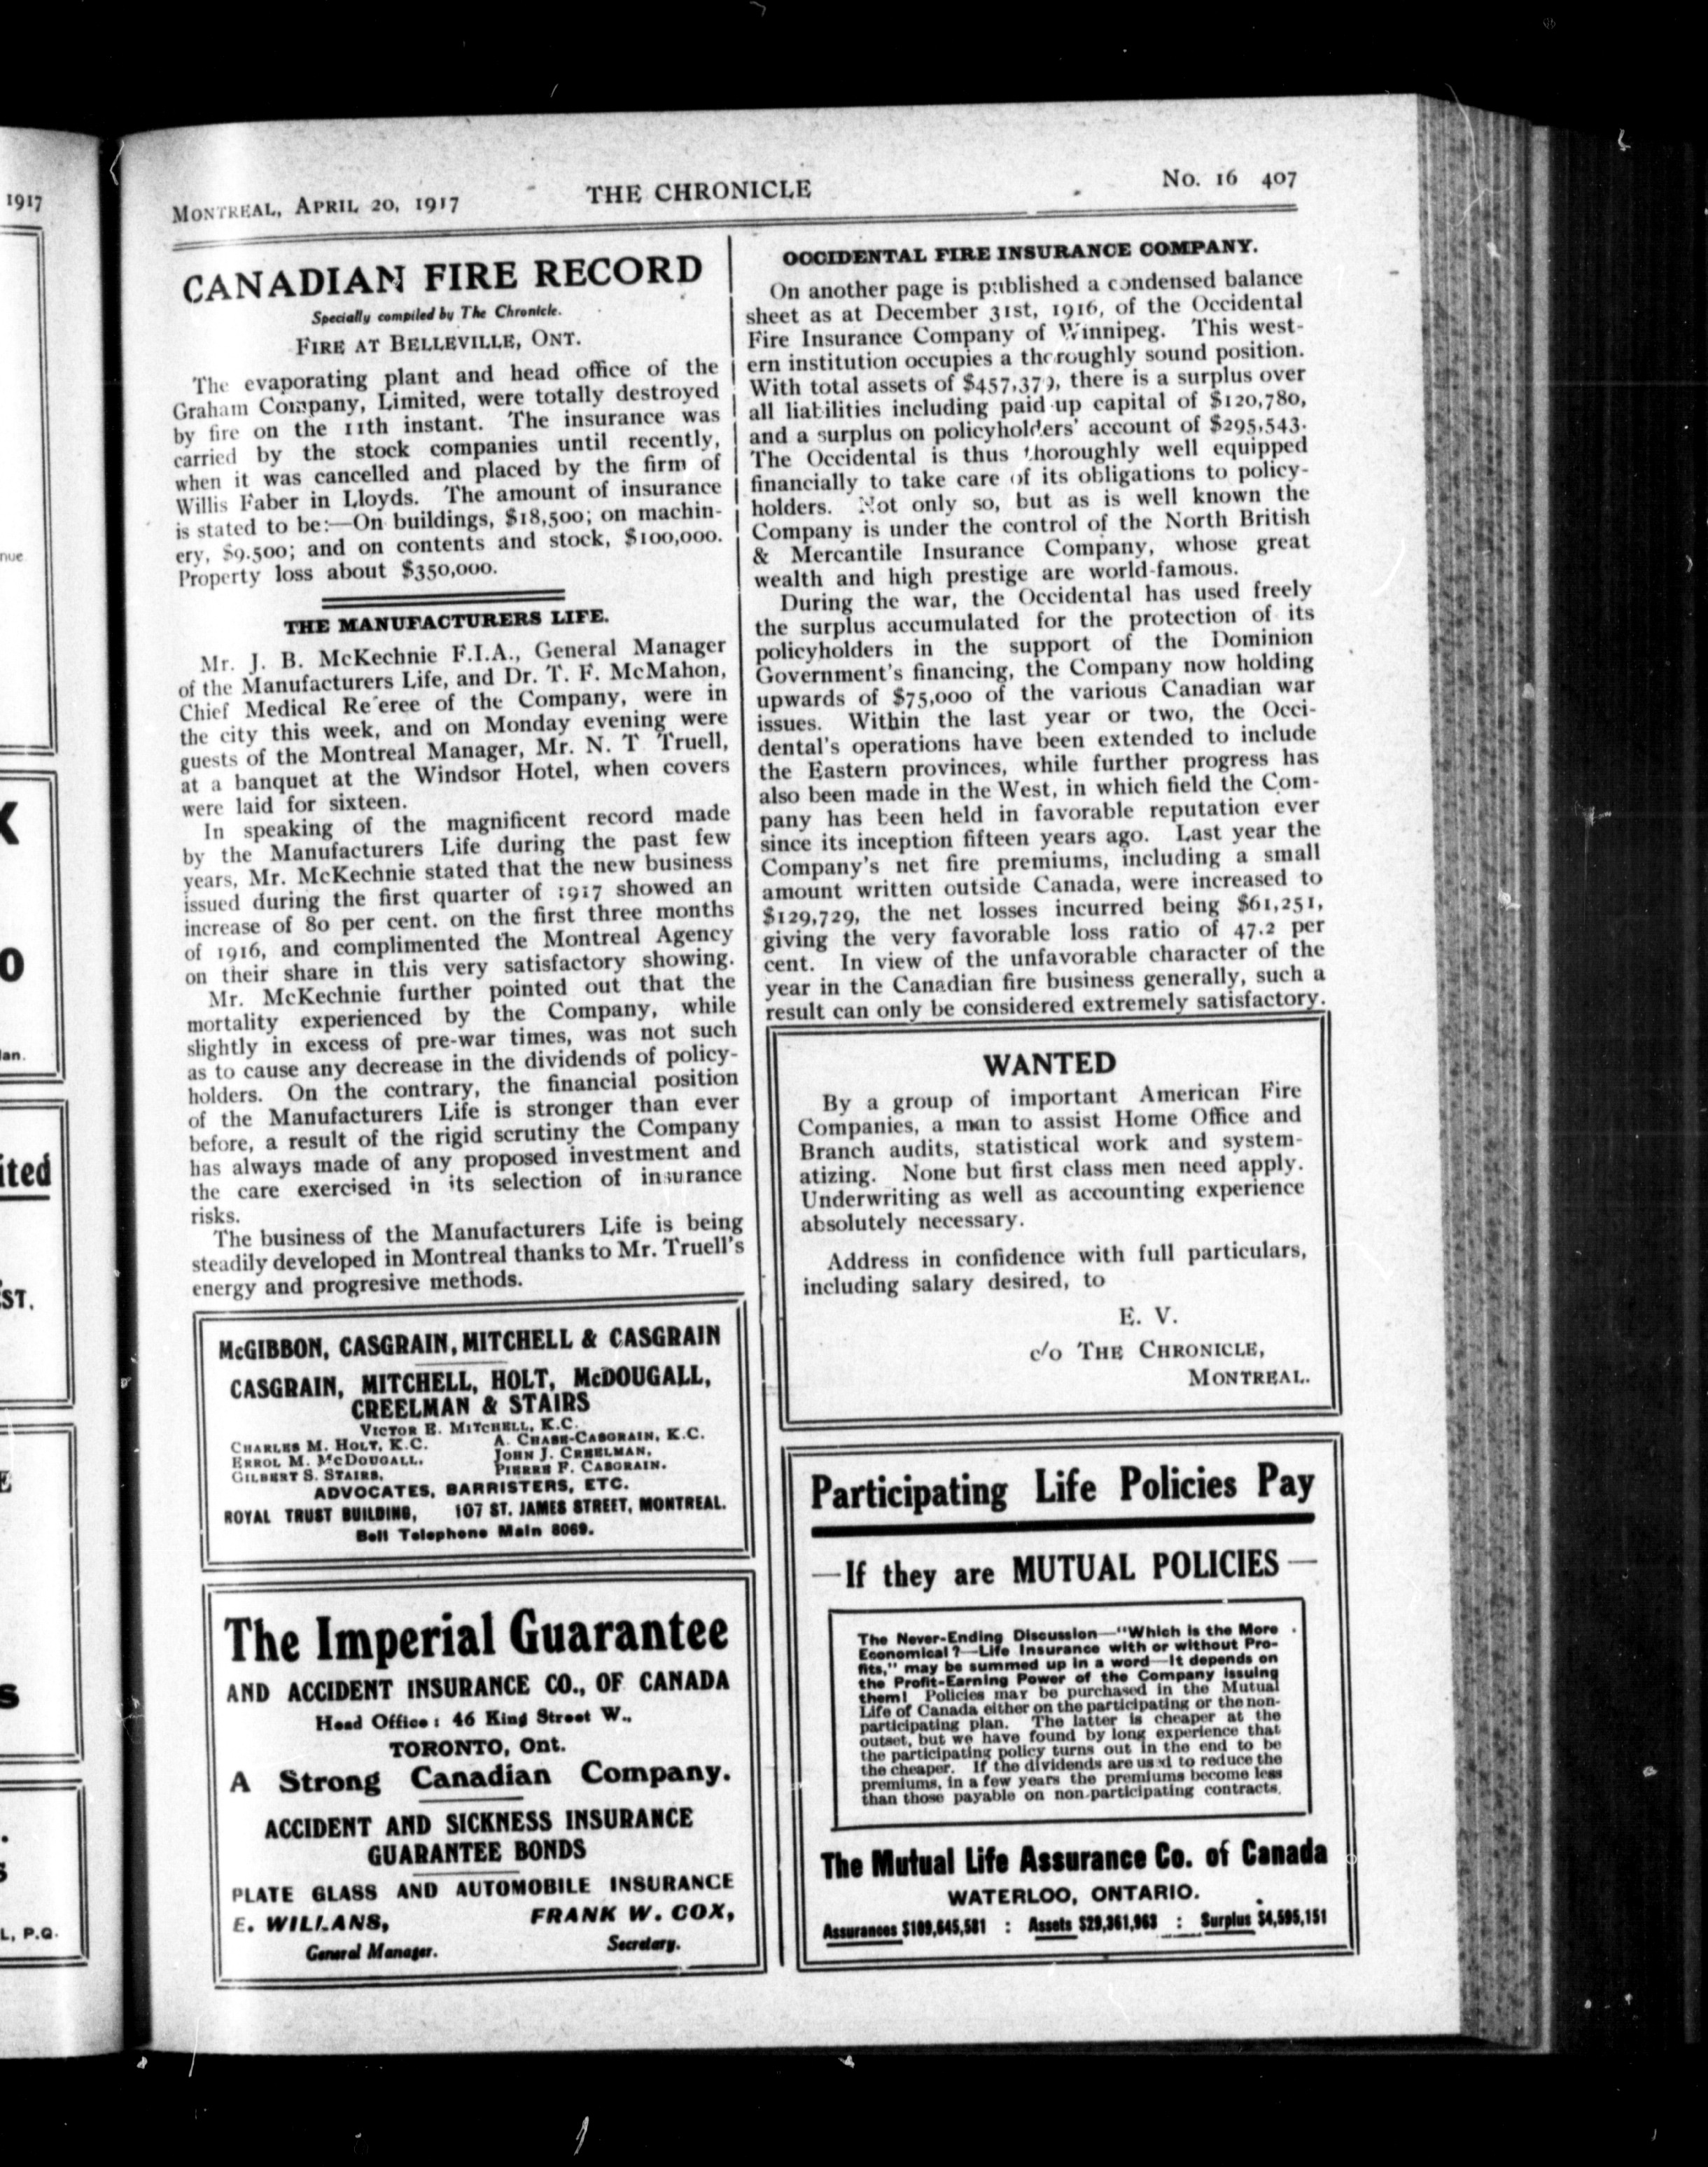 1917
nue
X
0
lan.
ited
ST.
E
s
L, P.Q.
MONTREAL, APRIL 20, 1917
THE CHRONICLE
No. 16 407
CANADIAN FIRE RECORD
Specially compiled by The Chronicle.
FIRE AT BELLEVILLE, ONT.
The evaporating plant and head office of the
Graham Company, Limited, were totally destroyed
by fire on the 11th instant. The insurance was
carried by the stock companies until recently,
when it was cancelled and placed by the firm of
Willis Faber in Lloyds. The amount of insurance
is stated to be:—On buildings, $18,500; on machin-
ery, $9.500; and on contents and stock, $100,000.
Property loss about $350,000.
THE MANUFACTURERS LIFE.
Mr. J. B. McKechnie F.I.A., General Manager
of the Manufacturers Life, and Dr. T. F. McMahon,
Chief Medical Re'eree of the Company, were in
the city this week, and on Monday evening were
guests of the Montreal Manager, Mr. N. T Truell,
at a banquet at the Windsor Hotel, when covers
were laid for sixteen.
In speaking of the magnificent record made
by the Manufacturers Life during the past few
years, Mr. McKechnie stated that the new business
issued during the first quarter of 1917 showed an
increase of 80 per cent. on the first three months
of 1916, and complimented the Montreal Agency
on their share in this very satisfactory showing.
Mr. McKechnie further pointed out that the
mortality experienced by the Company, while
slightly in excess of pre-war times, was not such
as to cause any decrease in the dividends of policy-
holders. On the contrary, the financial position
of the Manufacturers Life is stronger than ever
before, a result of the rigid scrutiny the Company
has always made of any proposed investment and
the care exercised in its selection of insurance
risks.
The business of the Manufacturers Life is being
steadily developed in Montreal thanks to Mr. Truell's
energy and progresive methods.
McGIBBON, CASGRAIN, MITCHELL & CASGRAIN
CASGRAIN, MITCHELL, HOLT, McDOUGALL,
CREELMAN & STAIRS
VICTOR E. MITCHELL, K.C.
CHARLES M. HOLT, K.C. A. CHASE-CASGRAIN, K.C.
ERROL M. McDOUGALL, JOHN J. CREELMAN,
GILBERT S. STAIRS, PIERRE F. CASGRAIN.
ADVOCATES, BARRISTERS, ETC.
ROYAL TRUST BUILDING, 107 ST. JAMES STREET, MONTREAL.
Bell Telephone Main 8069.
The Imperial Guarantee
AND ACCIDENT INSURANCE CO., OF CANADA
Head Office: 46 King Street W.,
TORONTO, Ont.
A Strong Canadian Company.
ACCIDENT AND SICKNESS INSURANCE
GUARANTEE BONDS
PLATE GLASS AND AUTOMOBILE INSURANCE
E. WILLANS, FRANK W. COX,
General Manager. Secretary.
OCCIDENTAL FIRE INSURANCE COMPANY.
On another page is published a condensed balance
sheet as at December 31st, 1916, of the Occidental
Fire Insurance Company of Winnipeg. This west-
ern institution occupies a thoroughly sound position.
With total assets of $457,379, there is a surplus over
all liabilities including paid up capital of $120,780,
and a surplus on policyholders' account of $295,543.
The Occidental is thus thoroughly well equipped
financially to take care of its obligations to policy-
holders. Not only so, but as is well known the
Company is under the control of the North British
& Mercantile Insurance Company, whose great
wealth and high prestige are world-famous.
During the war, the Occidental has used freely
the surplus accumulated for the protection of its
policyholders in the support of the Dominion
Government's financing, the Company now holding
upwards of $75,000 of the various Canadian war
issues. Within the last year or two, the Occi-
dental's operations have been extended to include
the Eastern provinces, while further progress has
also been made in the West, in which field the Com-
pany has been held in favorable reputation ever
since its inception fifteen years ago. Last year the
Company's net fire premiums, including a small
amount written outside Canada, were increased to
$129,729, the net losses incurred being $61,251,
giving the very favorable loss ratio of 47.2 per
cent. In view of the unfavorable character of the
year in the Canadian fire business generally, such a
result can only be considered extremely satisfactory.
WANTED
By a group of important American Fire
Companies, a man to assist Home Office and
Branch audits, statistical work and system-
atizing. None but first class men need apply.
Underwriting as well as accounting experience
absolutely necessary.
Address in confidence with full particulars,
including salary desired, to
E. V.
c/o THE CHRONICLE,
MONTREAL.
Participating Life Policies Pay
—If they are MUTUAL POLICIES—
The Never-Ending Discussion—"Which is the More
Economical?—Life Insurance with or without Pro-
fits," may be summed up in a word—It depends on
the Profit-Earning Power of the Company issuing
them! Policies may be purchased in the Mutual
Life of Canada either on the participating or the non-
participating plan. The latter is cheaper at the
outset, but we have found by long experience that
the participating policy turns out in the end to be
the cheaper. If the dividends are used to reduce the
premiums, in a few years the premiums become less
than those payable on non-participating contracts.
The Mutual Life Assurance Co. of Canada
WATERLOO, ONTARIO.
Assurances $109,645,581 : Assets $29,361,963 : Surplus $4,595,151